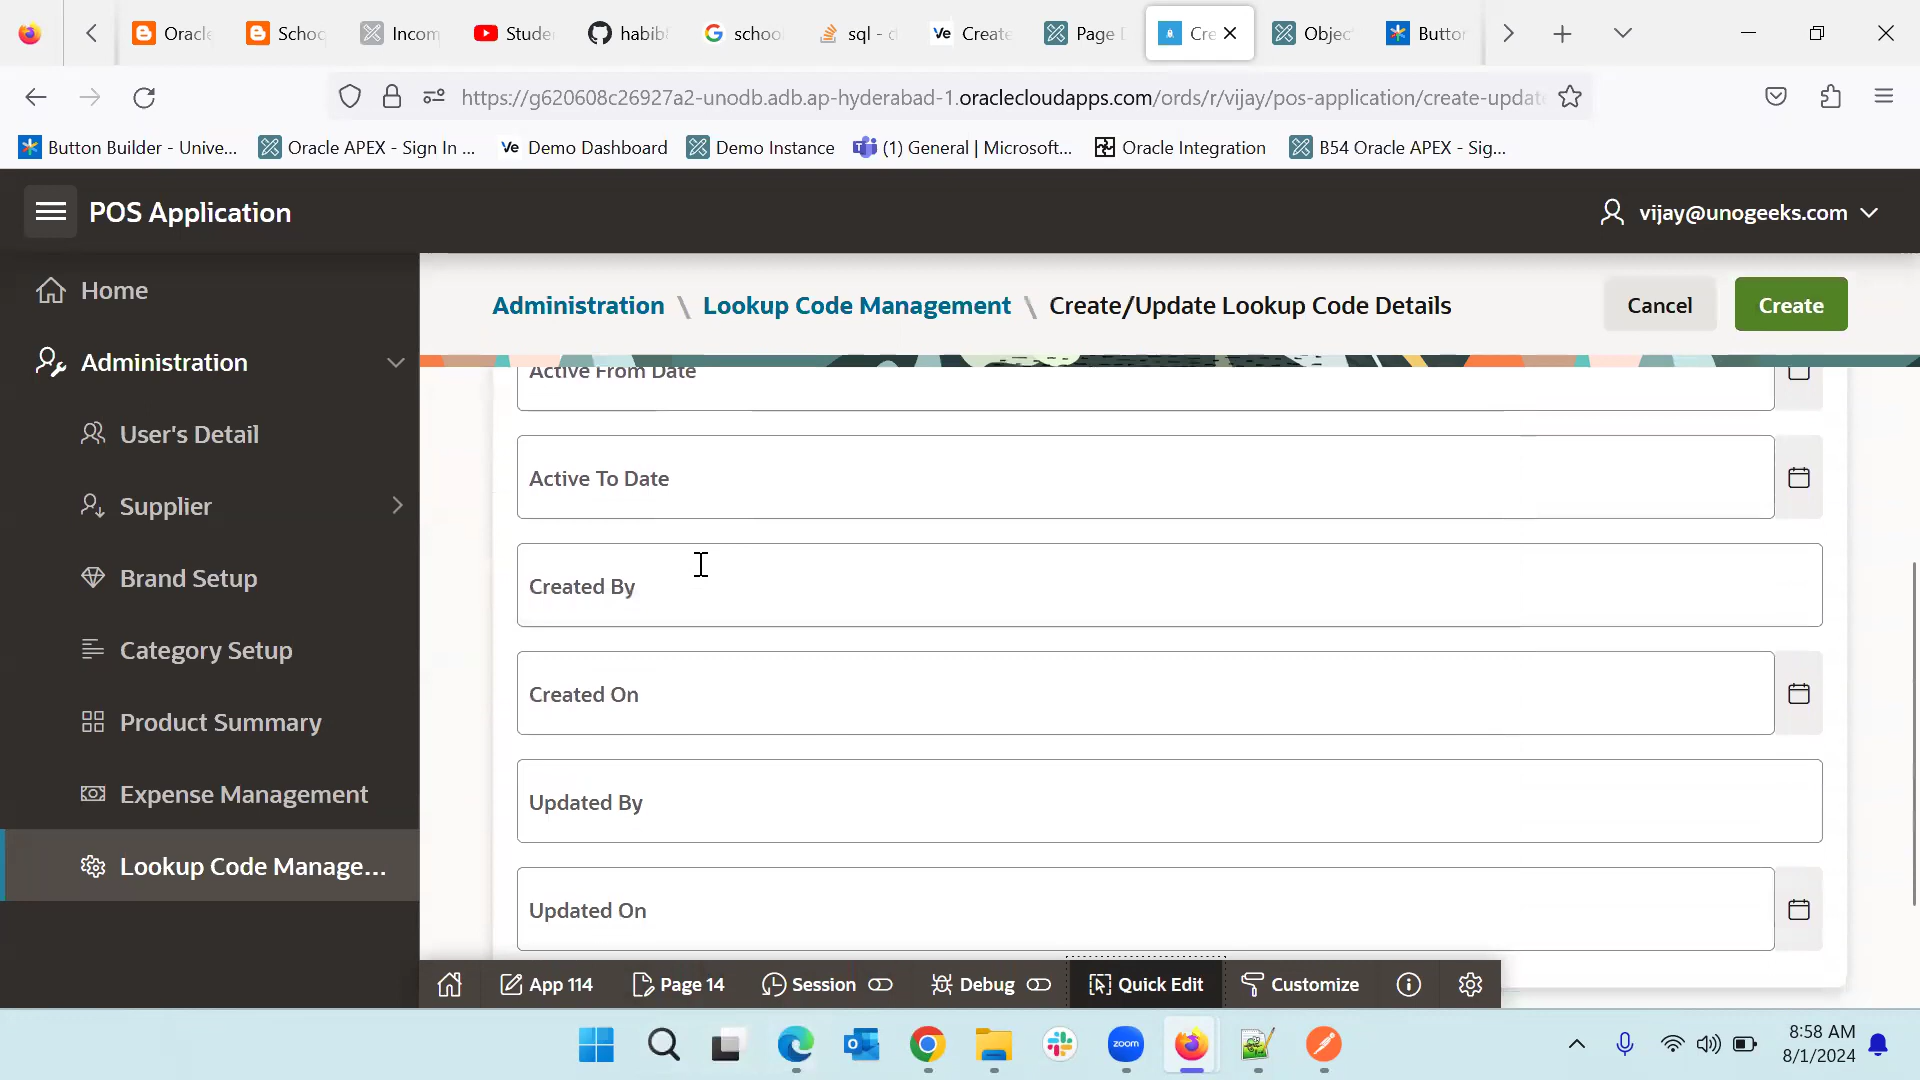 Oracle
Schoo
Incom
Studer
habib
schoo
sql - c
Create
Page D
Cre
Objec
Button
https://g620608c26927a2-unodb.adb.ap-hyderabad-1.oraclecloudapps.com/ords/r/vijay/pos-application/create-update
Button Builder - Unive...
Oracle APEX - Sign In ...
Demo Dashboard
Demo Instance
(1) General | Microsoft...
Oracle Integration
B54 Oracle APEX - Sig...
POS Application
vijay@unogeeks.com
Home
Administration
User's Detail
Supplier
Brand Setup
Category Setup
Product Summary
Expense Management
Lookup Code Manage...
Administration \ Lookup Code Management \ Create/Update Lookup Code Details
Cancel
Create
Active From Date
Active To Date
Created By
Created On
Updated By
Updated On
App 114
Page 14
Session
Debug
Quick Edit
Customize
zoom
8:58 AM
8/1/2024